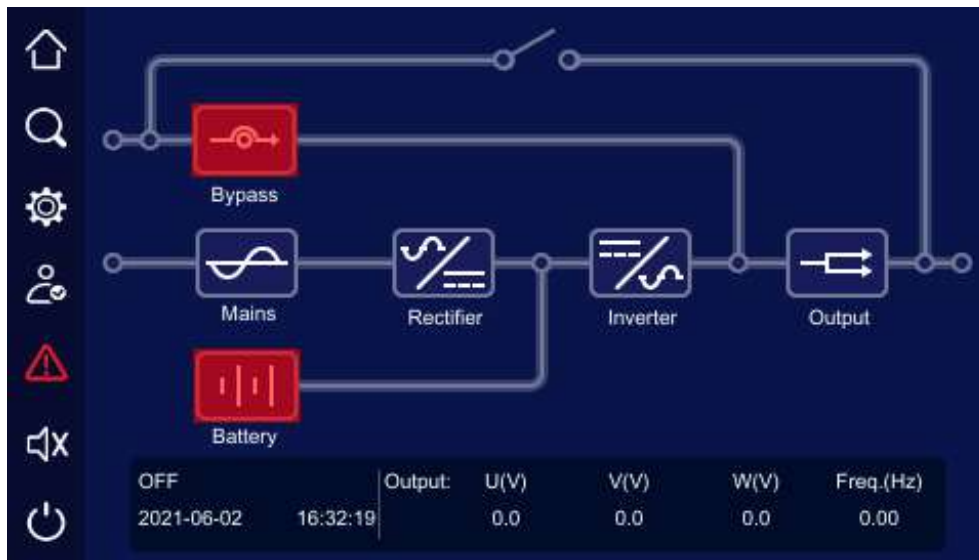 Bypass
Mains
Rectifier
Inverter
Output
Battery
OFF Output: U(V) V(V) W(V) Freq.(Hz)
2021-06-02 16:32:19 0.0 0.0 0.0 0.00